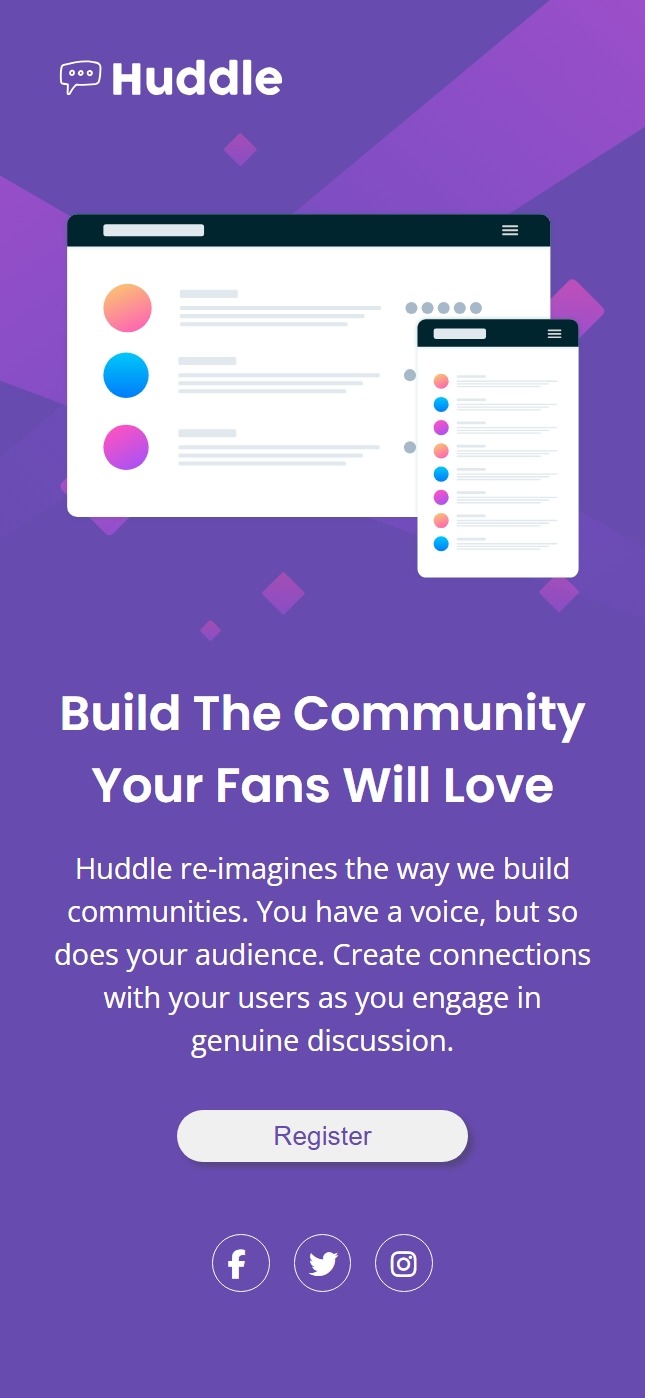 Huddle
Build The Community
Your Fans Will Love
Huddle re-imagines the way we build
communities. You have a voice, but so
does your audience. Create connections
with your users as you engage in
genuine discussion.
Register